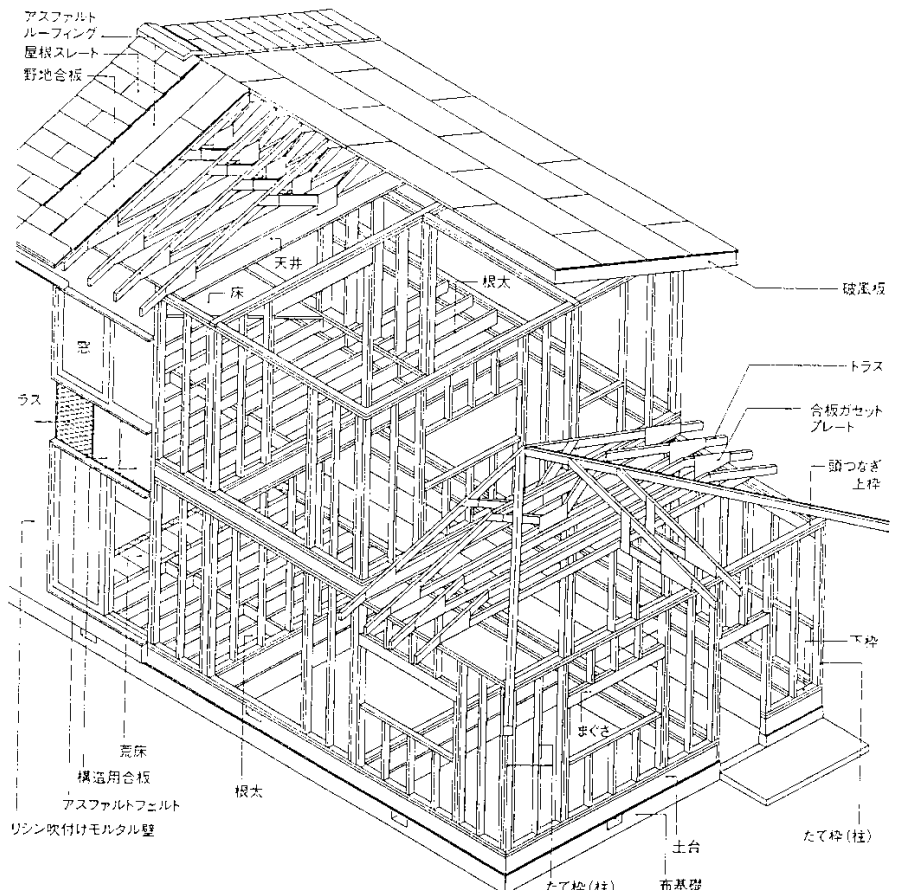 アスファルト
ルーフィング
屋根スレート
野地合板
天井
床
根太
破風板
窓
トラス
ラス
合板ガセット
プレート
頭つなぎ
上枠
下枠
まぐさ
荒床
構造用合板
根太
アスファルトフェルト
リシン吹付けモルタル壁
土台
たて枠(柱)
たて枠(柱)
布基礎